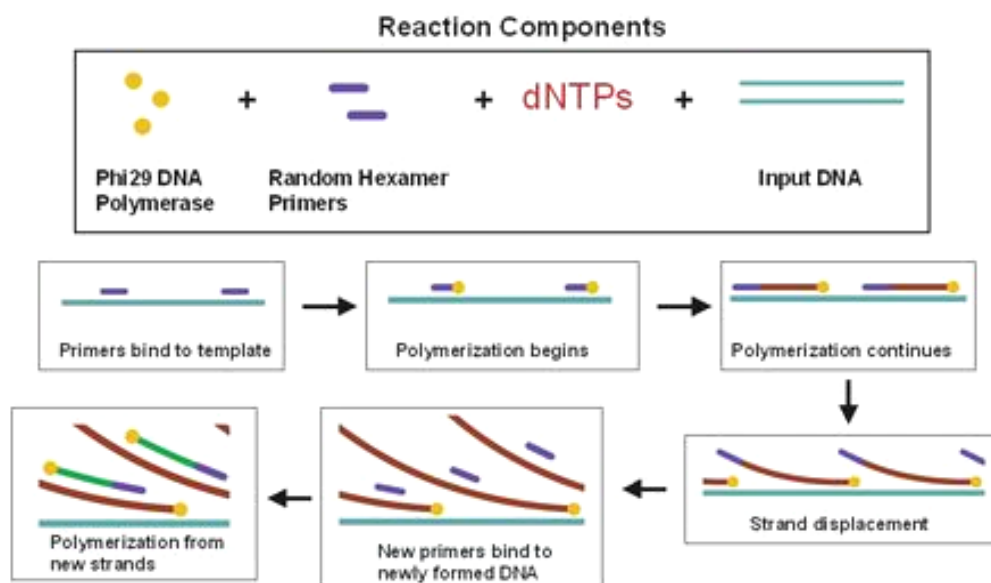 Reaction Components
+ + dNTPs +
Phi29 DNA
Polymerase
Random Hexamer
Primers
Input DNA
Primers bind to template
Polymerization begins
Polymerization continues
Strand displacement
New primers bind to
newly formed DNA
Polymerization from
new strands